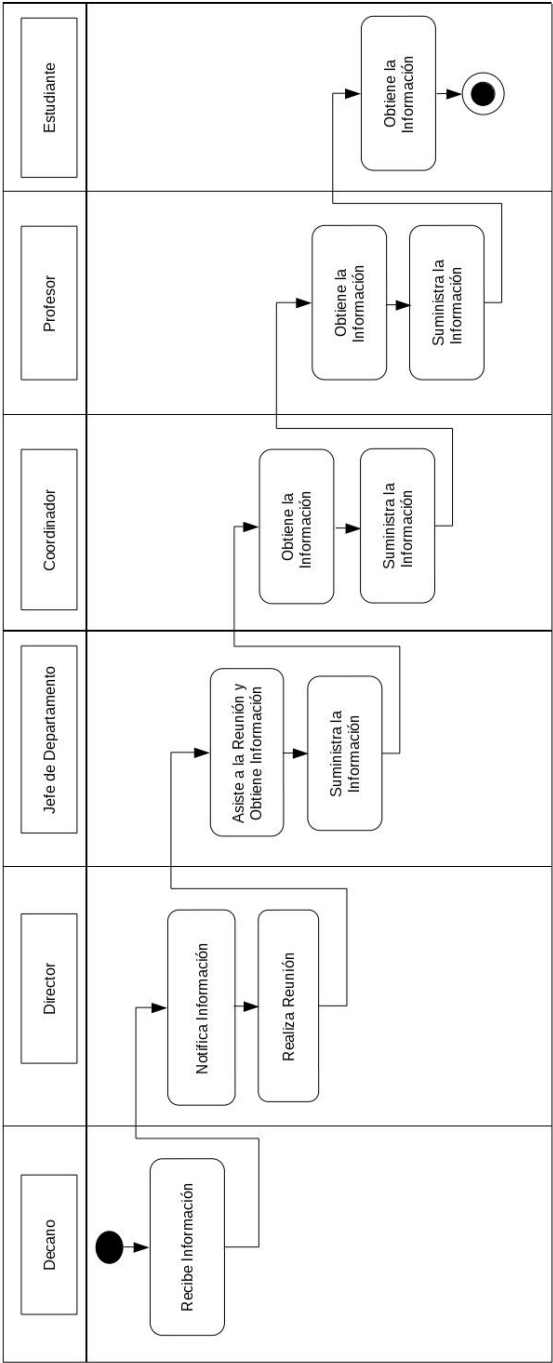 Decano
Director
Jefe de Departamento
Coordinador
Profesor
Estudiante
Recibe Información
Notifica Información
Realiza Reunión
Asiste a la Reunión y
Obtiene Información
Suministra la
Información
Obtiene la
Información
Suministra la
Información
Obtiene la
Información
Suministra la
Información
Obtiene la
Información